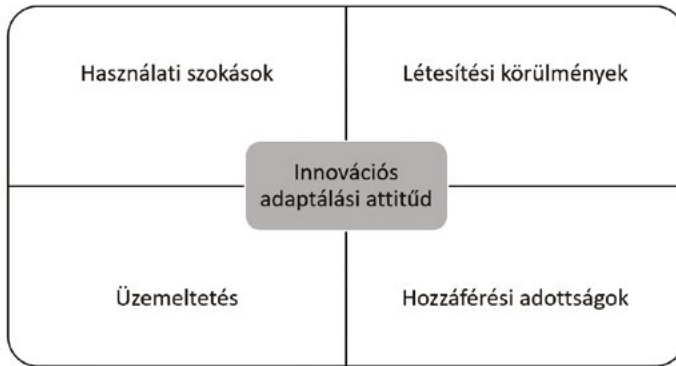 Használati szokások
Létesítési körülmények
Innovációs
adaptálási attitűd
Üzemeltetés
Hozzáférési adottságok